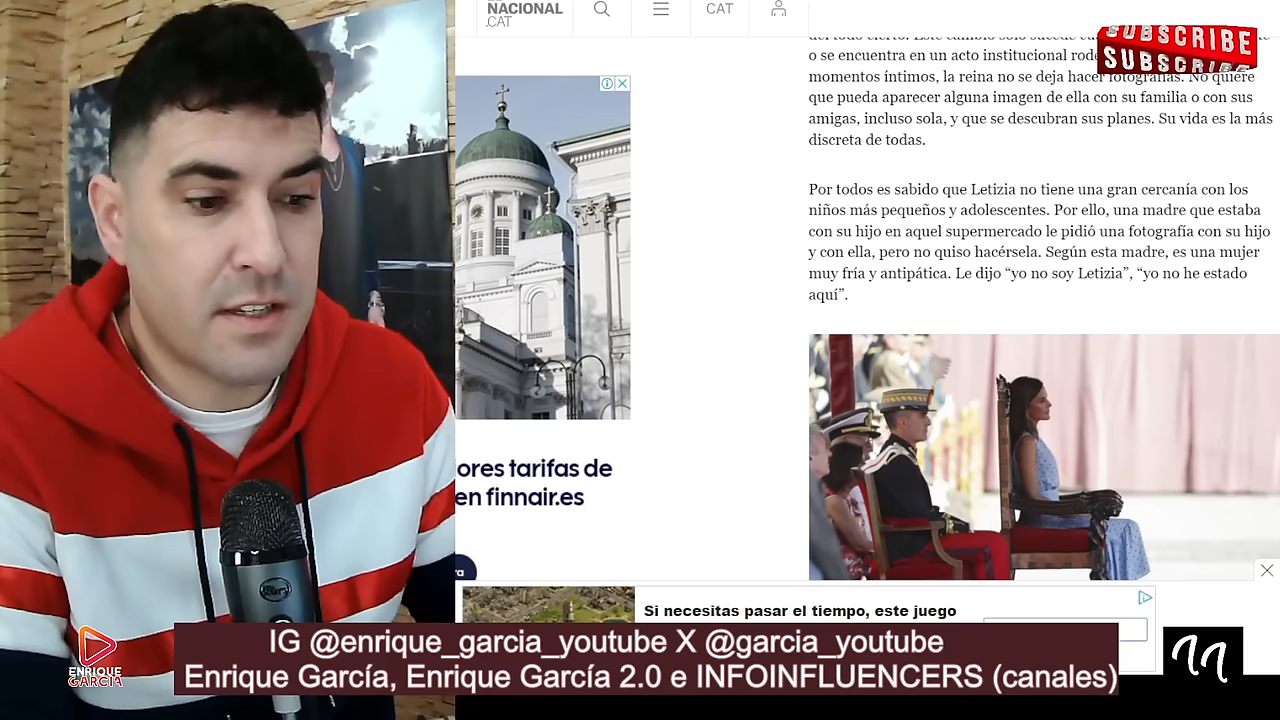 NACIONAL
.CAT
CAT
SUBSCRIBE
SUBSCRIBE
o se encuentra en un acto institucional
momentos íntimos, la reina no se deja hacer fotografías. No quiere
que pueda aparecer alguna imagen de ella con su familia o con sus
amigas, incluso sola, y que se descubran sus planes. Su vida es la más
discreta de todas.
Por todos es sabido que Letizia no tiene una gran cercanía con los
niños más pequeños y adolescentes. Por ello, una madre que estaba
con su hijo en aquel supermercado le pidió una fotografía con su hijo
y con ella, pero no quiso hacérsela. Según esta madre, es una mujer
muy fría y antipática. Le dijo “yo no soy Letizia”, “yo no he estado
aquí”.
ores tarifas de
en finnair.es
ra
Si necesitas pasar el tiempo, este juego
IG @enrique_garcia_youtube X @garcia_youtube
Enrique García, Enrique García 2.0 e INFOINFLUENCERS (canales)
ENRIQUE
GARCÍA